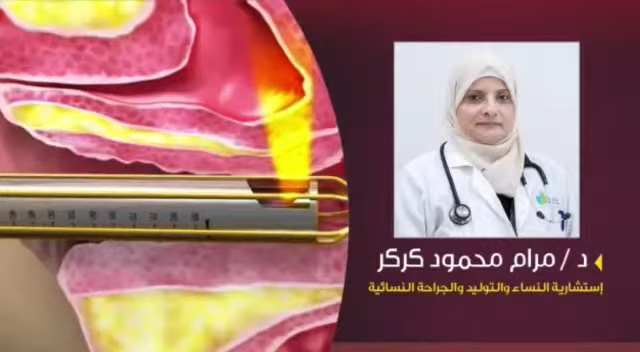 د / مرام محمود كركر
إستشارية النساء والتوليد والجراحة النسائية